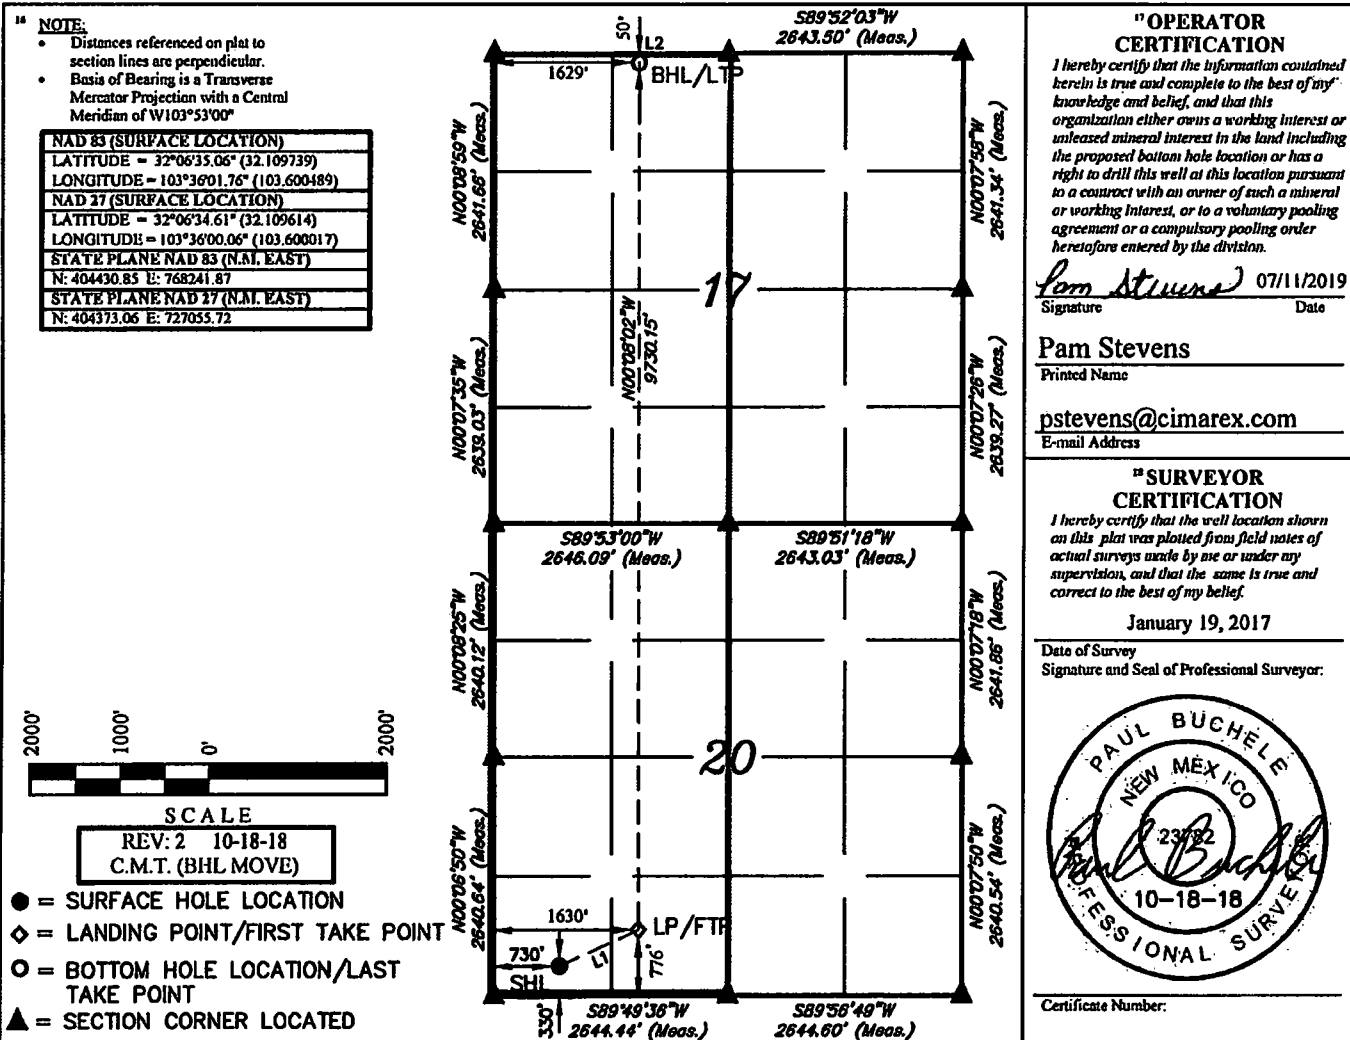 16 NOTE:
• Distances referenced on plat to
section lines are perpendicular.
• Basis of Bearing is a Transverse
Mercator Projection with a Central
Meridian of W103°53'00"
NAD 83 (SURFACE LOCATION)
LATITUDE = 32°06'35.06" (32.109739)
LONGITUDE = 103°36'01.76" (103.600489)
NAD 27 (SURFACE LOCATION)
LATITUDE = 32°06'34.61" (32.109614)
LONGITUDE = 103°36'00.06" (103.600017)
STATE PLANE NAD 83 (N.M. EAST)
N: 404430.85 E: 768241.87
STATE PLANE NAD 27 (N.M. EAST)
N: 404373.06 E: 727055.72
2000'
1000'
0'
2000'
SCALE
REV: 2 10-18-18
C.M.T. (BHL MOVE)
= SURFACE HOLE LOCATION
= LANDING POINT/FIRST TAKE POINT
= BOTTOM HOLE LOCATION/LAST
TAKE POINT
= SECTION CORNER LOCATED
S89°52'03"W
2643.50' (Meas.)
50'
L2
1629'
BHL/LTP
N00°08'59"W
2641.66' (Meas.)
N00°07'58"W
2641.34' (Meas.)
17
N00°08'02"W
9730.15'
N00°07'35"W
2639.03' (Meas.)
N00°07'26"W
2639.27' (Meas.)
S89°53'00"W
2646.09' (Meas.)
S89°51'18"W
2643.03' (Meas.)
N00°08'25"W
2640.12' (Meas.)
N00°07'18"W
2641.86' (Meas.)
20
N00°06'50"W
2640.64' (Meas.)
N00°07'50"W
2640.54' (Meas.)
1630'
LP/FTP
730'
L1
776'
SHL
330'
S89°49'36"W
2644.44' (Meas.)
S89°56'49"W
2644.60' (Meas.)
17 OPERATOR
CERTIFICATION
I hereby certify that the information contained
herein is true and complete to the best of my
knowledge and belief, and that this
organization either owns a working interest or
unleased mineral interest in the land including
the proposed bottom hole location or has a
right to drill this well at this location pursuant
to a contract with an owner of such a mineral
or working interest, or to a voluntary pooling
agreement or a compulsory pooling order
heretofore entered by the division.
Pam Stevens 07/11/2019
Signature Date
Pam Stevens
Printed Name
pstevens@cimarex.com
E-mail Address
18 SURVEYOR
CERTIFICATION
I hereby certify that the well location shown
on this plat was plotted from field notes of
actual surveys made by me or under my
supervision, and that the same is true and
correct to the best of my belief.
January 19, 2017
Date of Survey
Signature and Seal of Professional Surveyor:
PAUL BUCHELE
NEW MEXICO
23782
Paul Buchele
10-18-18
PROFESSIONAL SURVEYOR
Certificate Number: